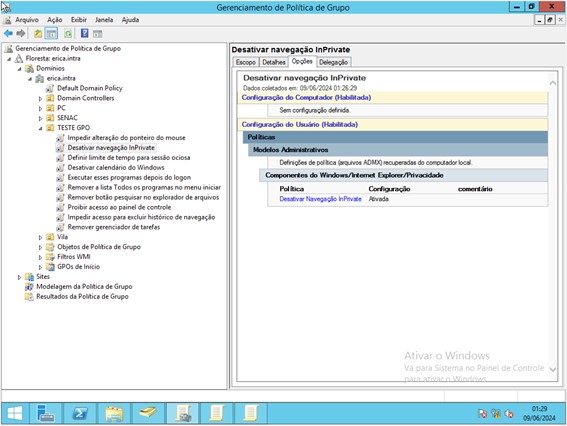 Gerenciamento de Política de Grupo
Arquivo Ação Exibir Janela Ajuda
Gerenciamento de Política de Grupo
Floresta: erica.intra
Domínios
erica.intra
Default Domain Policy
Domain Controllers
PC
SENAC
TESTE GPO
Impedir alteração do ponteiro do mouse
Desativar navegação InPrivate
Definir limite de tempo para sessão ociosa
Desativar calendário do Windows
Executar esses programas depois do logon
Remover a lista Todos os programas no menu iniciar
Remover botão pesquisar no explorador de arquivos
Proibir acesso ao painel de controle
Impedir acesso para excluir histórico de navegação
Remover gerenciador de tarefas
Vila
Objetos de Política de Grupo
Filtros WMI
GPOs de Início
Sites
Modelagem da Política de Grupo
Resultados da Política de Grupo
Desativar navegação InPrivate
Escopo Detalhes Opções Delegação
Desativar navegação InPrivate
Dados coletados em: 09/06/2024 01:26:29
Configuração do Computador (Habilitada)
Sem configuração definida.
Configuração do Usuário (Habilitada)
Políticas
Modelos Administrativos
Definições de política (arquivos ADMX) recuperadas do computador local.
Componentes do Windows/Internet Explorer/Privacidade
Política Configuração comentário
Desativar Navegação InPrivate Ativada
Ativar o Windows
Vá para Sistema no Painel de Controle
para ativar o Windows.
01:29
09/06/2024